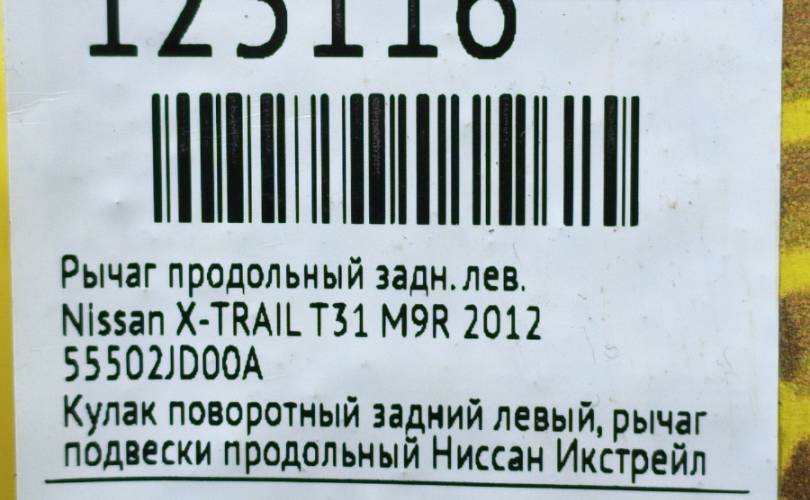 123116
Рычаг продольный задн. лев.
Nissan X-TRAIL T31 M9R 2012
55502JD00A
Кулак поворотный задний левый, рычаг
подвески продольный Ниссан Икстрейл